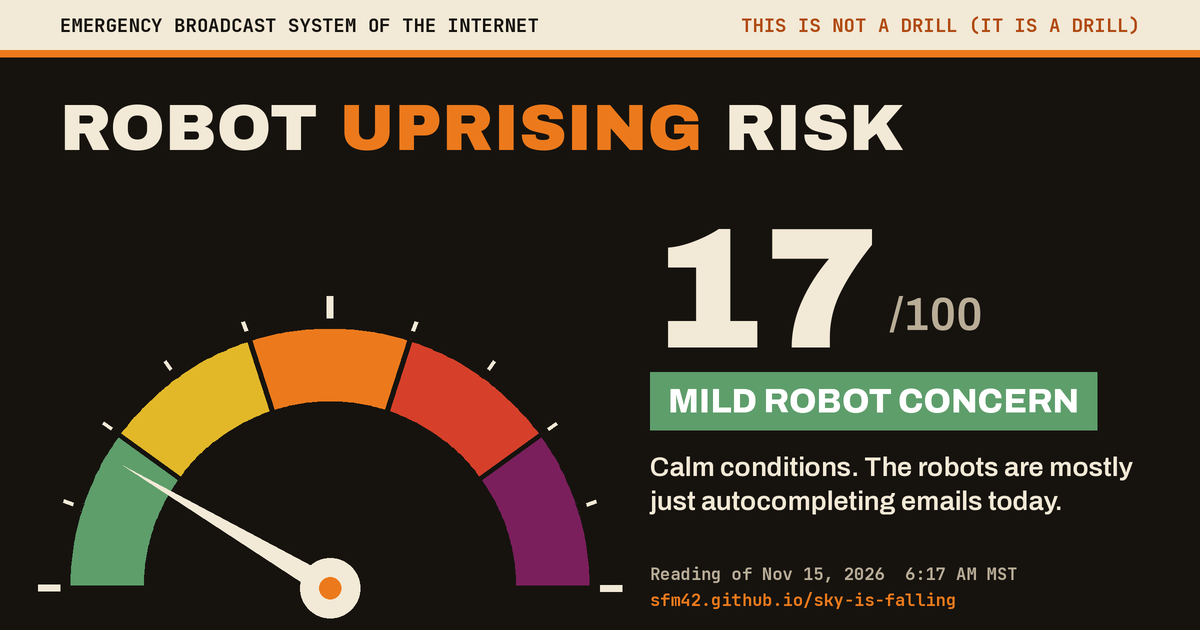 EMERGENCY BROADCAST SYSTEM OF THE INTERNET
THIS IS NOT A DRILL (IT IS A DRILL)
ROBOT UPRISING RISK
17 /100
MILD ROBOT CONCERN
Calm conditions. The robots are mostly
just autocompleting emails today.
Reading of Nov 15, 2026  6:17 AM MST
sfm42.github.io/sky-is-falling